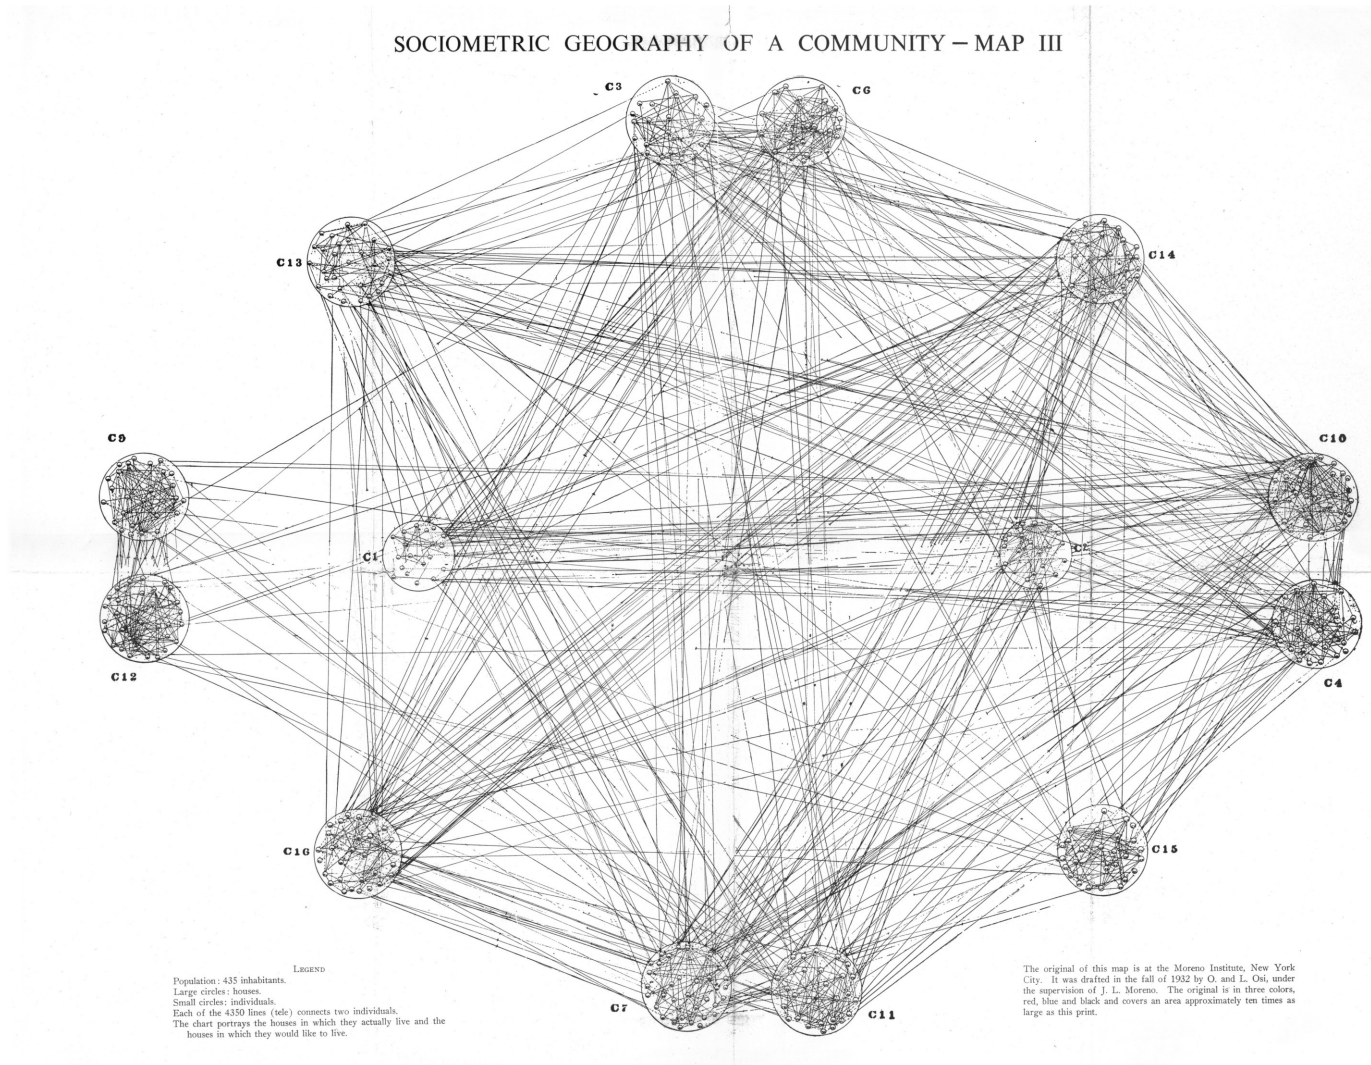 SOCIOMETRIC GEOGRAPHY OF A COMMUNITY – MAP III
C3
C6
C13
C14
C9
C10
C1
C2
C12
C4
C16
C15
C7
C11
LEGEND
Population: 435 inhabitants.
Large circles: houses.
Small circles: individuals.
Each of the 4350 lines (tele) connects two individuals.
The chart portrays the houses in which they actually live and the
houses in which they would like to live.
The original of this map is at the Moreno Institute, New York
City. It was drafted in the fall of 1932 by O. and L. Osi, under
the supervision of J. L. Moreno. The original is in three colors,
red, blue and black and covers an area approximately ten times as
large as this print.